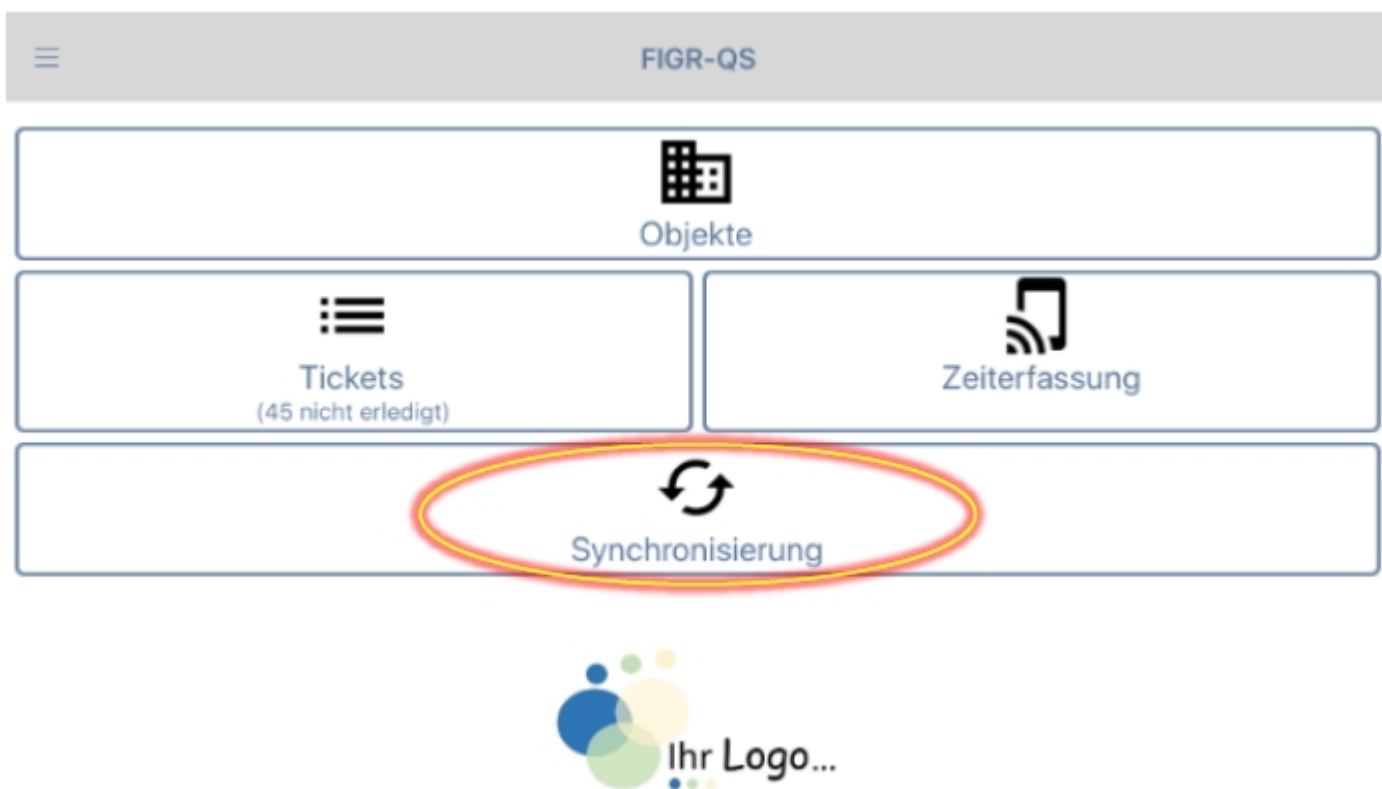 FIGR-QS
Objekte
Tickets
(45 nicht erledigt)
Zeiterfassung
Synchronisierung
Ihr Logo...